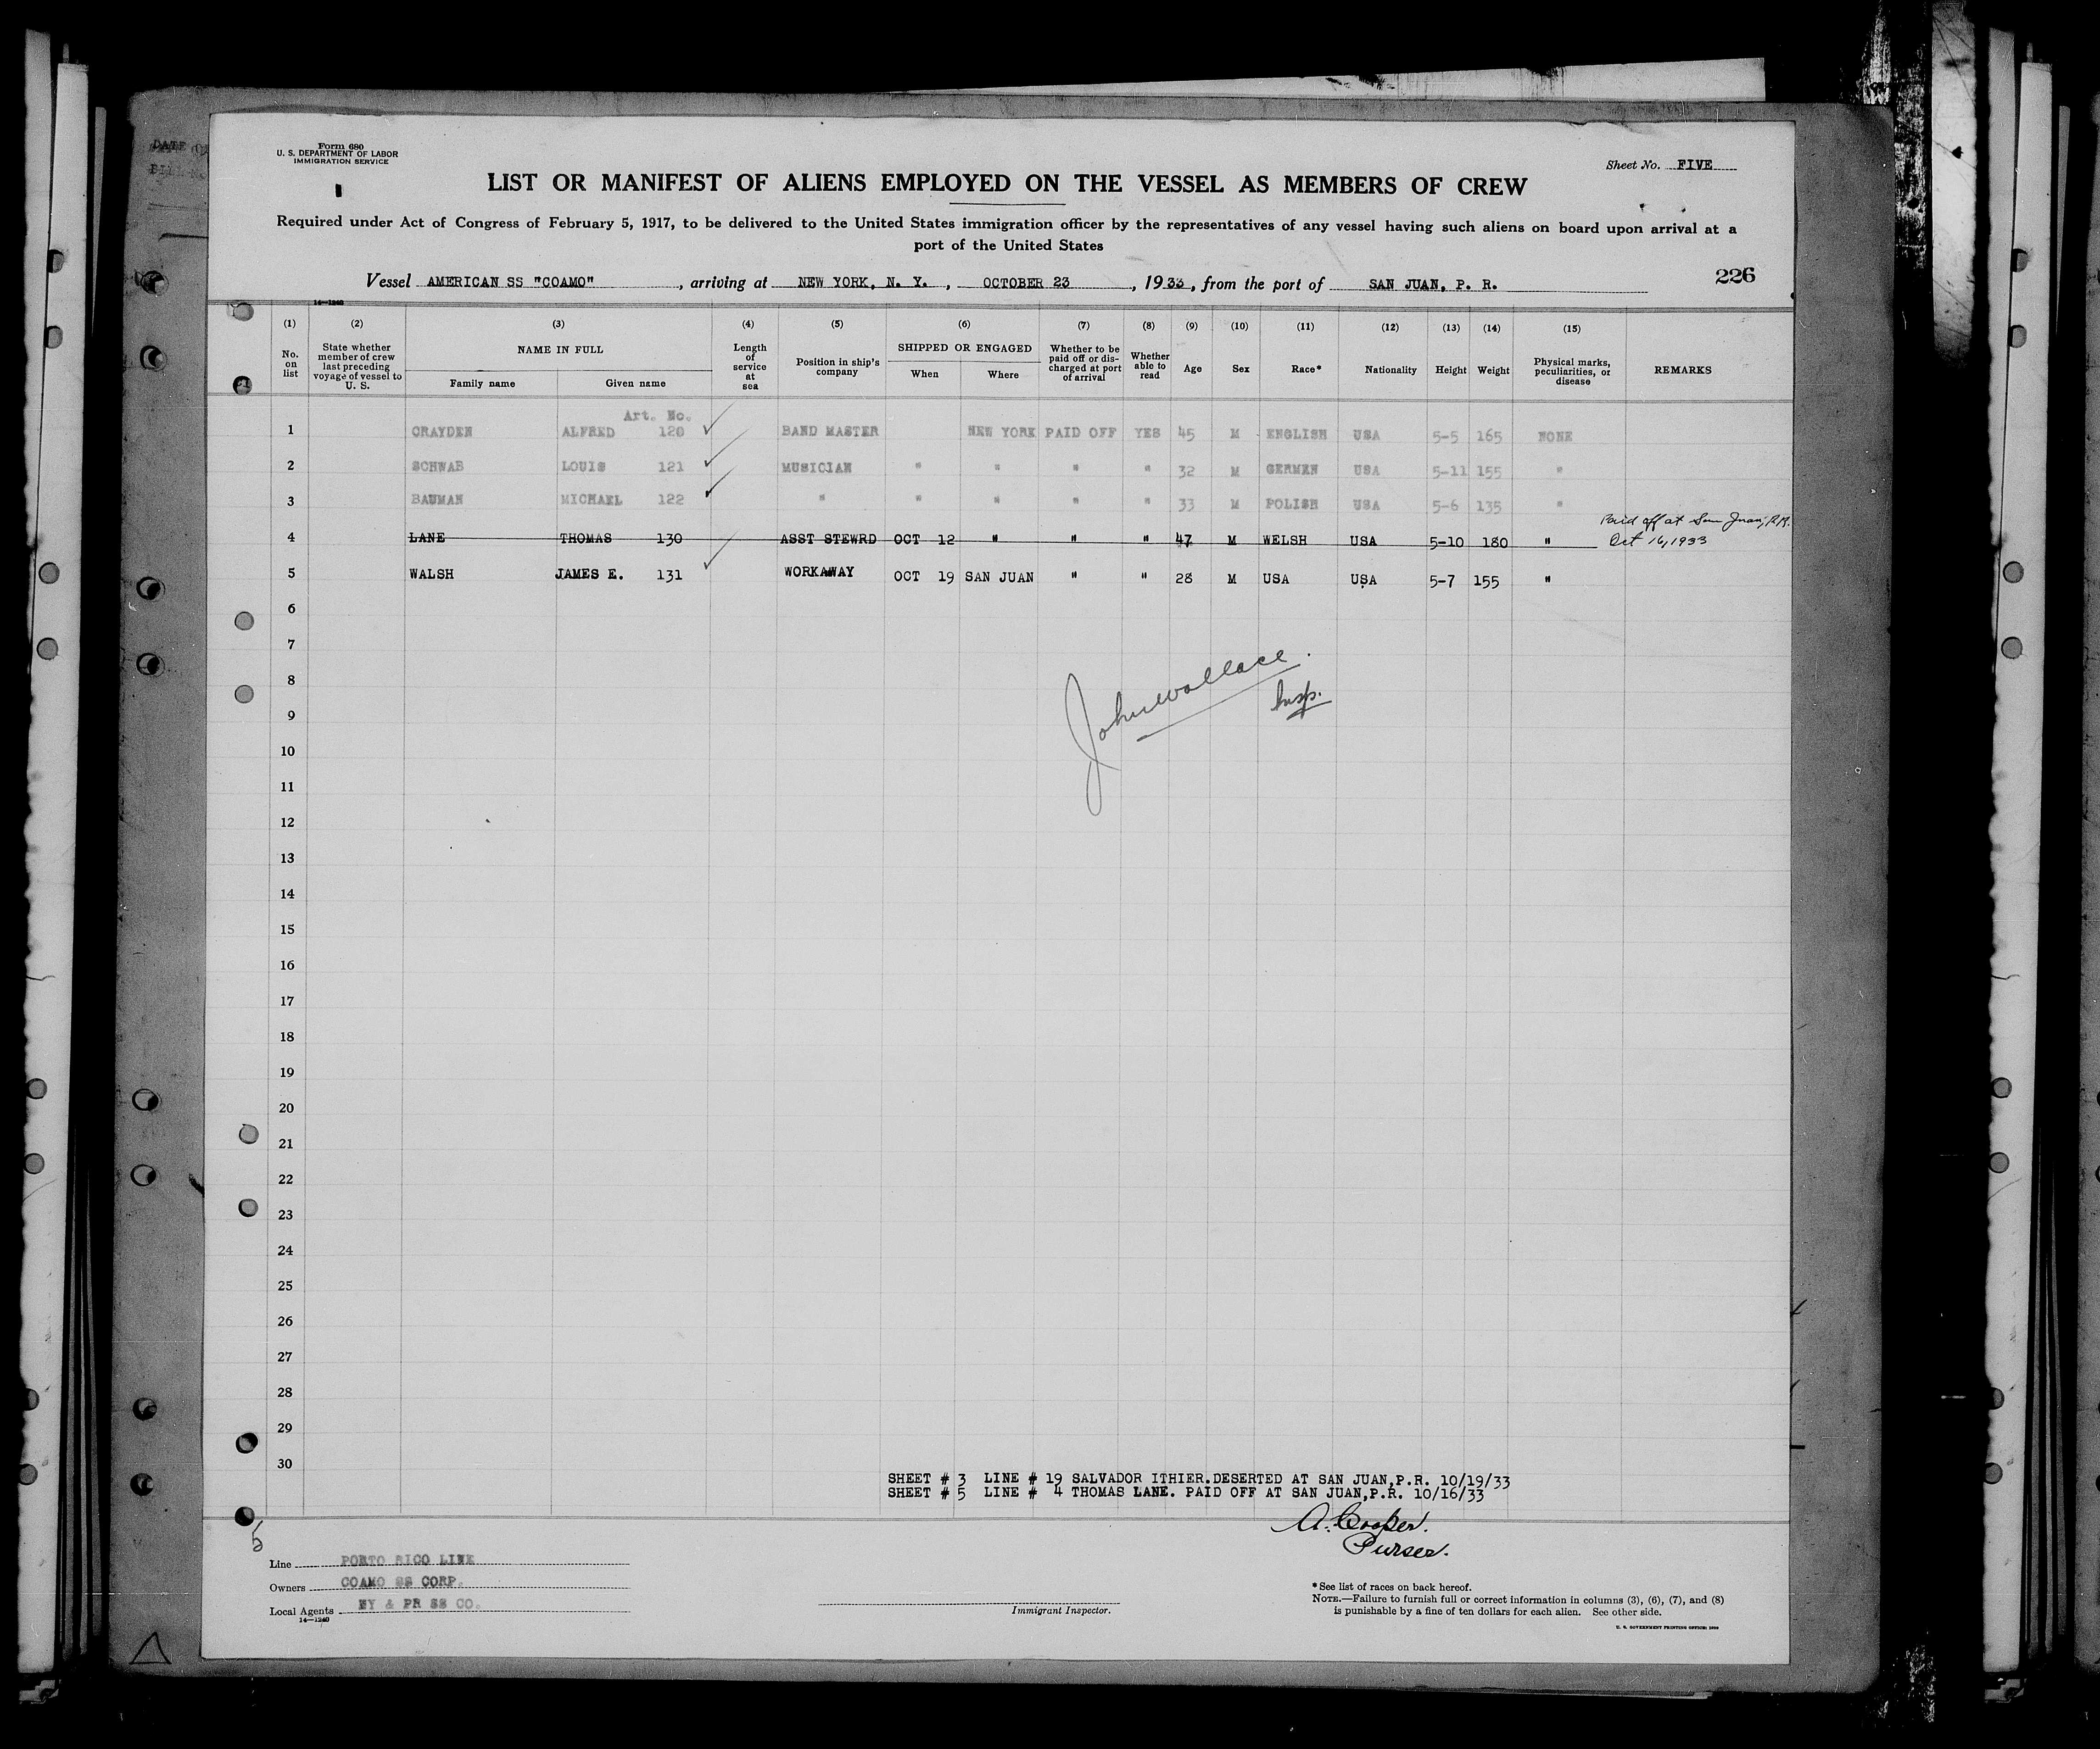 Form 680
U. S. DEPARTMENT OF LABOR
IMMIGRATION SERVICE
Sheet No. FIVE
LIST OR MANIFEST OF ALIENS EMPLOYED ON THE VESSEL AS MEMBERS OF CREW
Required under Act of Congress of February 5, 1917, to be delivered to the United States immigration officer by the representatives of any vessel having such aliens on board upon arrival at a
port of the United States
Vessel AMERICAN SS "COAMO", arriving at NEW YORK, N. Y., OCTOBER 23, 1933, from the port of SAN JUAN, P. R.
226
14-1240
(1) (2) (3) (4) (5) (6) (7) (8) (9) (10) (11) (12) (13) (14) (15)
No. on list
State whether member of crew last preceding voyage of vessel to U. S.
NAME IN FULL
Family name
Given name
Length of service at sea
Position in ship's company
SHIPPED OR ENGAGED
When
Where
Whether to be paid off or discharged at port of arrival
Whether able to read
Age
Sex
Race*
Nationality
Height
Weight
Physical marks, peculiarities, or disease
REMARKS
Art. No.
1 CRAYDEN ALFRED 120 BAND MASTER NEW YORK PAID OFF YES 45 M ENGLISH USA 5-5 165 NONE
2 SCHWAB LOUIS 121 MUSICIAN " " " " 32 M GERMAN USA 5-11 155 "
3 BAUMAN MICHAEL 122 " " " " " 33 M POLISH USA 5-6 135 "
4 LANE THOMAS 130 ASST STEWRD OCT 12 " " " 47 M WELSH USA 5-10 180 " Paid off at San Juan, P.R. Oct 16, 1933
5 WALSH JAMES E. 131 WORKAWAY OCT 19 SAN JUAN " " 28 M USA USA 5-7 155 "
6
7
8
John Wallace.
Insp.
9
10
11
12
13
14
15
16
17
18
19
20
21
22
23
24
25
26
27
28
29
30
SHEET # 3 LINE # 19 SALVADOR ITHIER. DESERTED AT SAN JUAN, P.R. 10/19/33
SHEET # 5 LINE # 4 THOMAS LANE. PAID OFF AT SAN JUAN, P.R. 10/16/33
A. Cooper.
Purser.
5
Line PORTO RICO LINE
Owners COAMO SS CORP.
Local Agents NY & PR SS CO.
14-1240
Immigrant Inspector.
*See list of races on back hereof.
NOTE.—Failure to furnish full or correct information in columns (3), (6), (7), and (8)
is punishable by a fine of ten dollars for each alien. See other side.